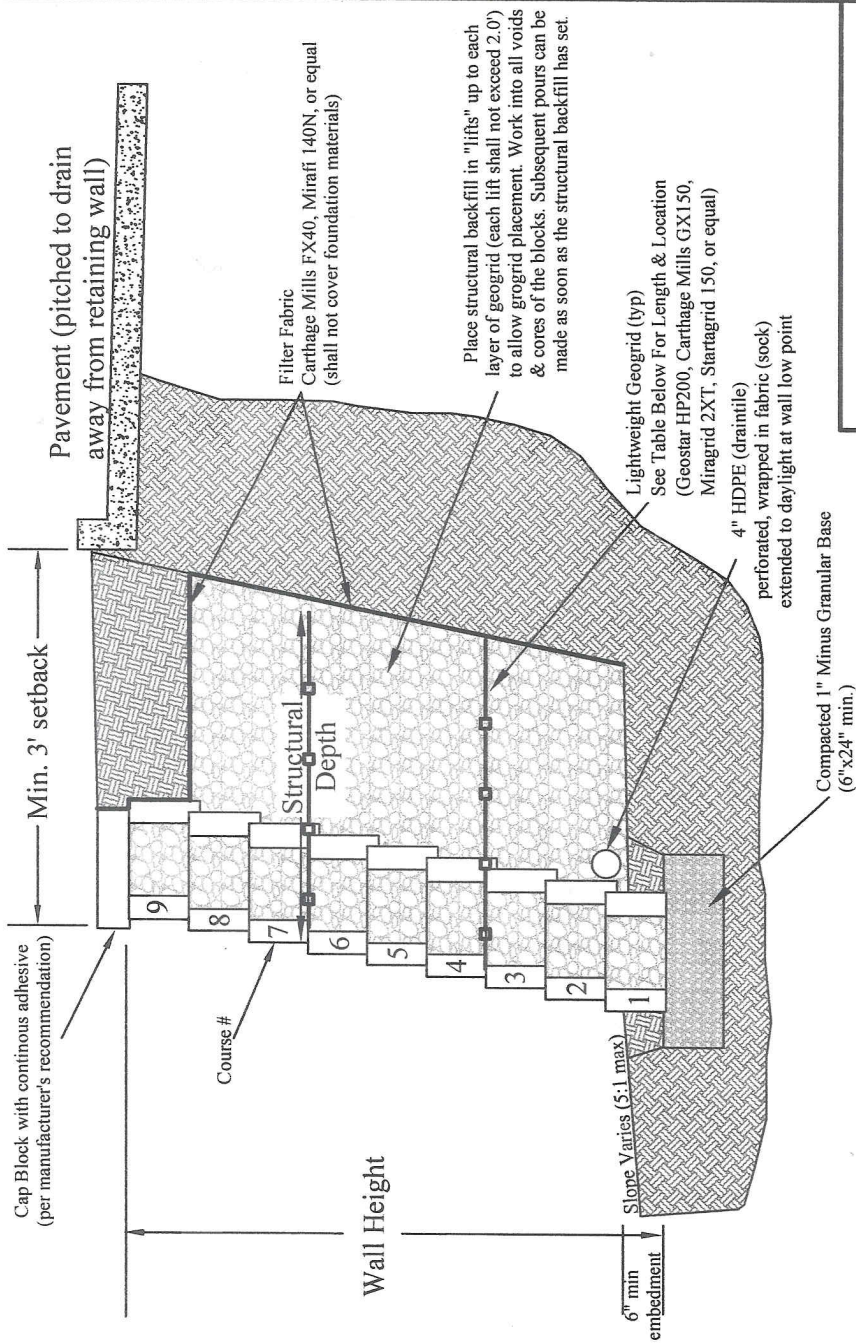 Pavement (pitched to drain
away from retaining wall)
Min. 3' setback
Cap Block with continous adhesive
(per manufacturer's recommendation)
Filter Fabric
Carthage Mills FX40, Mirafi 140N, or equal
(shall not cover foundation materials)
Course #
9
8
7
6
5
4
3
2
1
Structural
Depth
Place structural backfill in "lifts" up to each
layer of geogrid (each lift shall not exceed 2.0')
to allow grogrid placement. Work into all voids
& cores of the blocks. Subsequent pours can be
made as soon as the structural backfill has set.
Wall Height
Lightweight Geogrid (typ)
See Table Below For Length & Location
(Geostar HP200, Carthage Mills GX150,
Miragrid 2XT, Startagrid 150, or equal)
Slope Varies (5:1 max)
6" min
embedment
4" HDPE (draintile)
perforated, wrapped in fabric (sock)
extended to daylight at wall low point
Compacted 1" Minus Granular Base
(6"x24" min.)